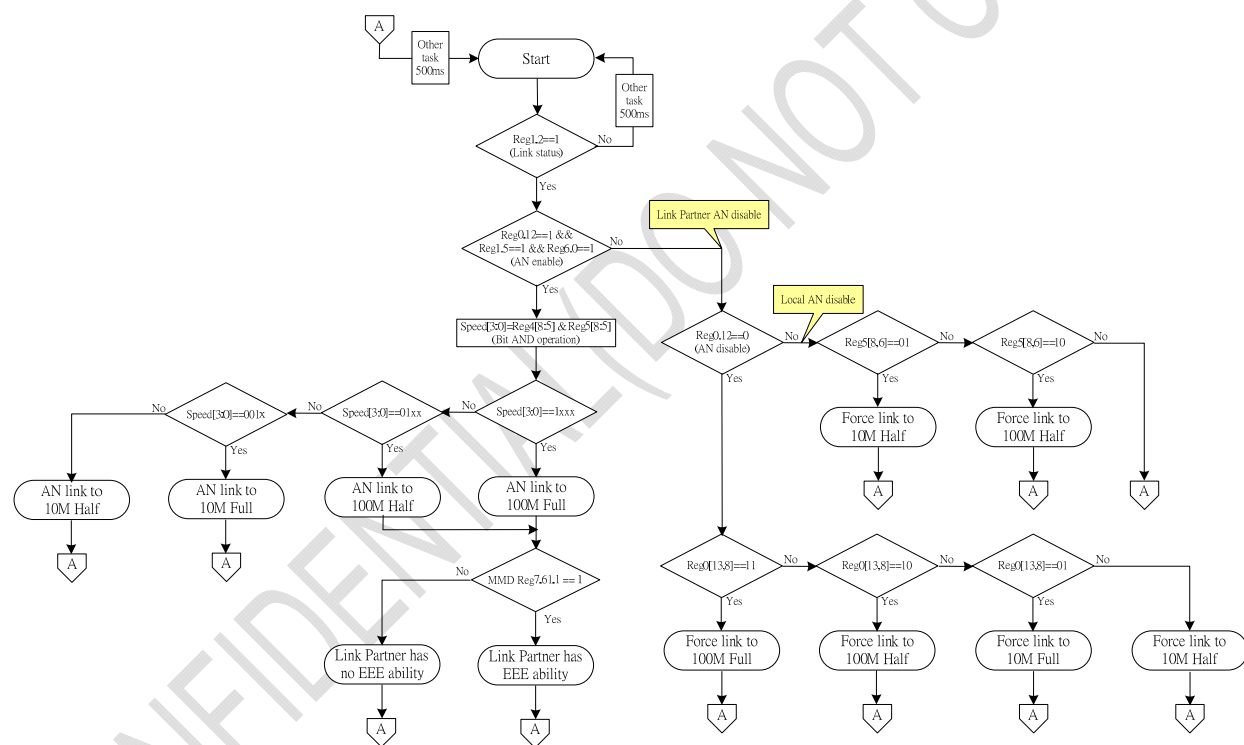 A
Other
task
500ms
Start
Other
task
500ms
Reg1.2==1
(Link status)
No
Yes
Link Partner AN disable
Reg0.12==1 &&
Reg1.5==1 && Reg6.0==1
(AN enable)
No
Yes
Local AN disable
Speed[3:0]=Reg4[8:5] & Reg5[8:5]
(Bit AND operation)
Reg0.12==0
(AN disable)
No
Yes
Reg5[8,6]==01
No
Yes
Reg5[8,6]==10
No
Yes
Speed[3:0]==001x
No
Yes
Speed[3:0]==01xx
No
Yes
Speed[3:0]==1xxx
No
Yes
Force link to
10M Half
Force link to
100M Half
AN link to
10M Half
AN link to
10M Full
AN link to
100M Half
AN link to
100M Full
A
A
A
A
A
MMD Reg7.61.1 == 1
No
Yes
Reg0[13,8]==11
No
Yes
Reg0[13,8]==10
No
Yes
Reg0[13,8]==01
No
Yes
Link Partner has
no EEE ability
Link Partner has
EEE ability
Force link to
100M Full
Force link to
100M Half
Force link to
10M Full
Force link to
10M Half
A
A
A
A
A
A
NFIDENTIAL(DO NOT